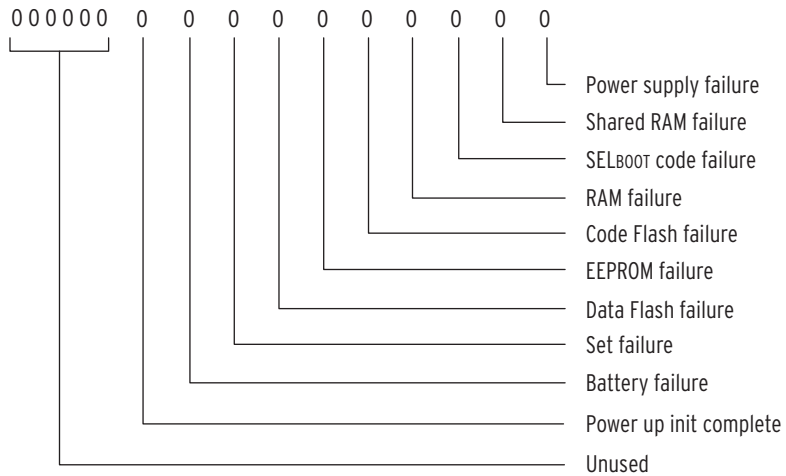 000000 0 0 0 0 0 0 0 0 0 0
Power supply failure
Shared RAM failure
SELBOOT code failure
RAM failure
Code Flash failure
EEPROM failure
Data Flash failure
Set failure
Battery failure
Power up init complete
Unused